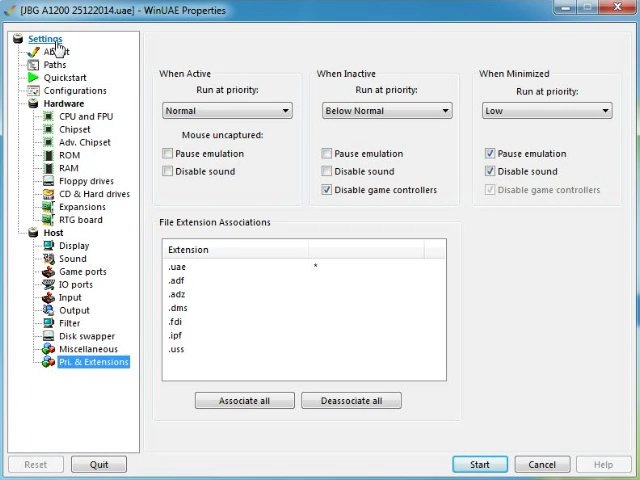 [JBG A1200 25122014.uae] - WinUAE Properties
Settings
Paths
Quickstart
Configurations
Hardware
CPU and FPU
Chipset
Adv. Chipset
ROM
RAM
Floppy drives
CD & Hard drives
Expansions
RTG board
Host
Display
Sound
Game ports
IO ports
Input
Output
Filter
Disk swapper
Miscellaneous
Pri. & Extensions
When Active
Run at priority:
Normal
Mouse uncaptured:
Pause emulation
Disable sound
When Inactive
Run at priority:
Below Normal
Pause emulation
Disable sound
Disable game controllers
When Minimized
Run at priority:
Low
Pause emulation
Disable sound
Disable game controllers
File Extension Associations
Extension
.uae *
.adf
.adz
.dms
.fdi
.ipf
.uss
Associate all
Deassociate all
Reset
Quit
Start
Cancel
Help